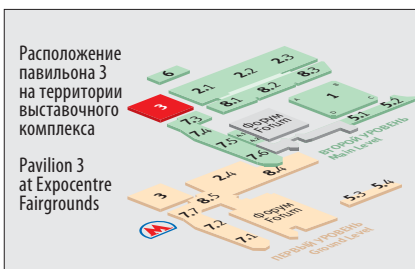 Расположение
павильона 3
на территории
выставочного
комплекса
Pavilion 3
at Expocentre
Fairgrounds
6
2.1
2.2
2.3
3
8.1
8.2
8.3
1
A
B
C
D
7.3
7.4
7.5
7.6
Форум
Forum
5.1
5.2
ВТОРОЙ УРОВЕНЬ
Main Level
3
2.4
8.4
8.5
7.7
7.2
7.1
Форум
Forum
5.3
5.4
ПЕРВЫЙ УРОВЕНЬ
Ground Level
М